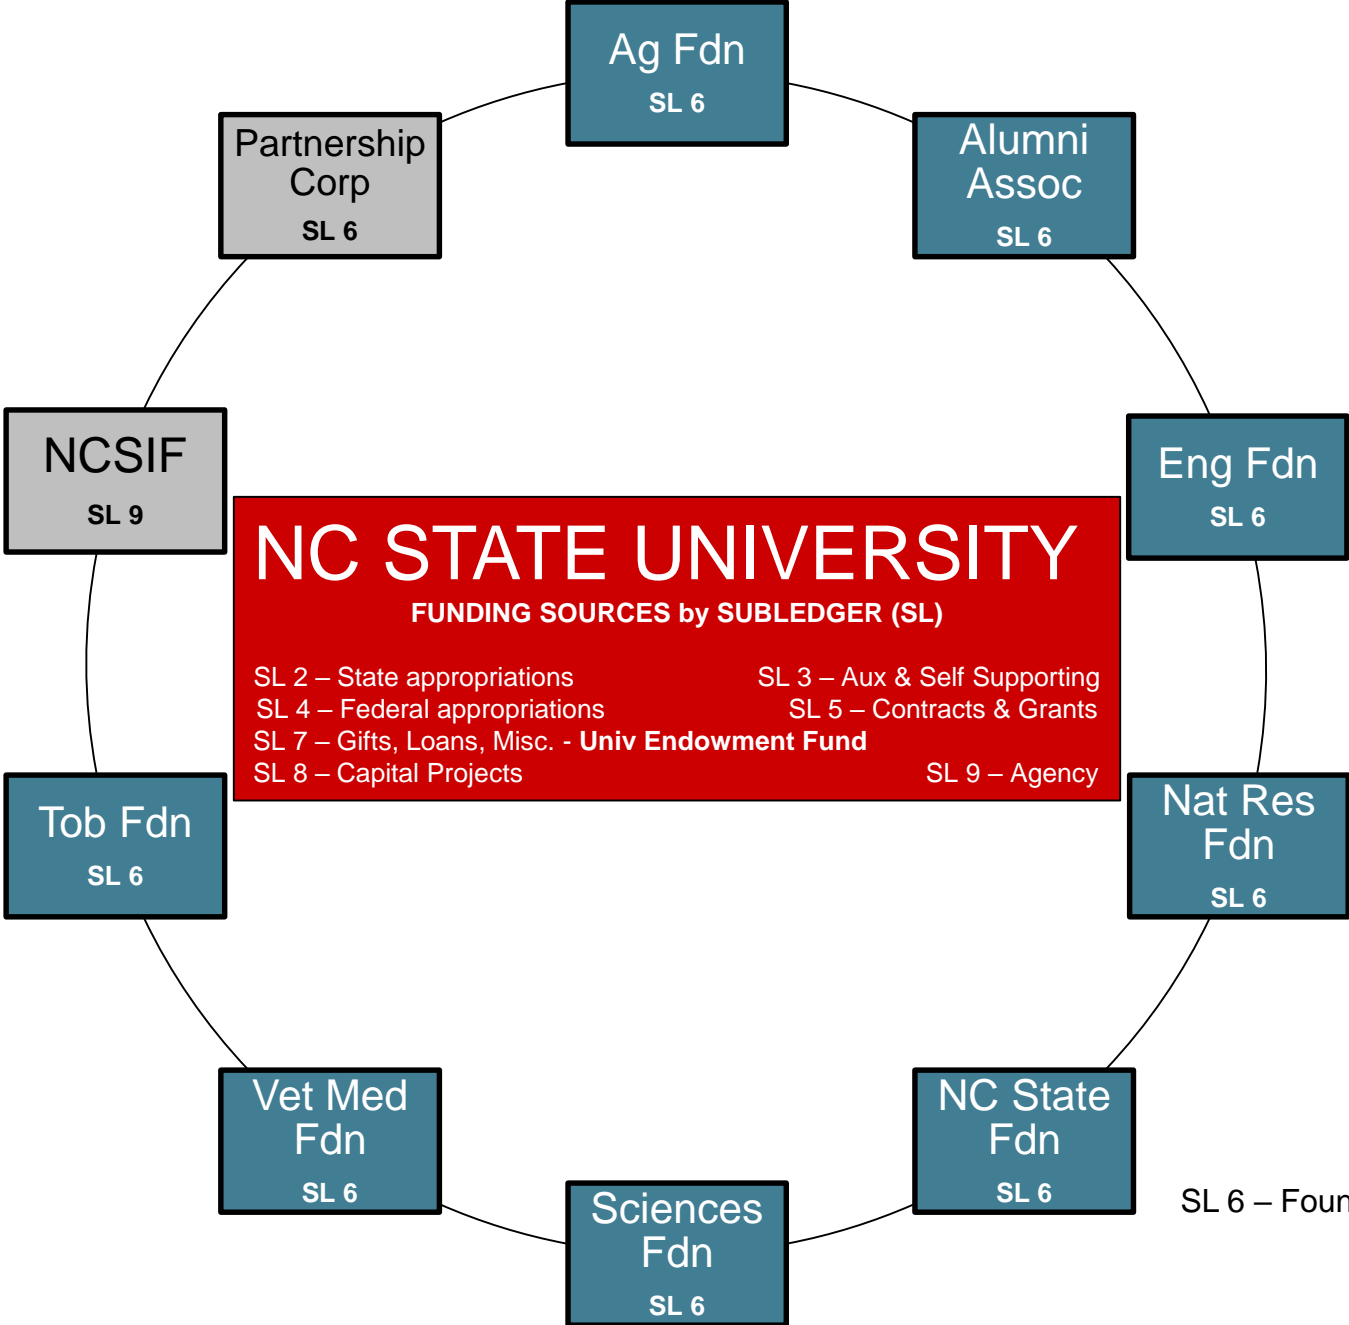 Ag Fdn
SL 6
Partnership
Corp
SL 6
Alumni
Assoc
SL 6
NCSIF
SL 9
Eng Fdn
SL 6
NC STATE UNIVERSITY
FUNDING SOURCES by SUBLEDGER (SL)
SL 2 – State appropriations SL 3 – Aux & Self Supporting
SL 4 – Federal appropriations SL 5 – Contracts & Grants
SL 7 – Gifts, Loans, Misc. - Univ Endowment Fund
SL 8 – Capital Projects SL 9 – Agency
Tob Fdn
SL 6
Nat Res
Fdn
SL 6
Vet Med
Fdn
SL 6
NC State
Fdn
SL 6
Sciences
Fdn
SL 6
SL 6 –